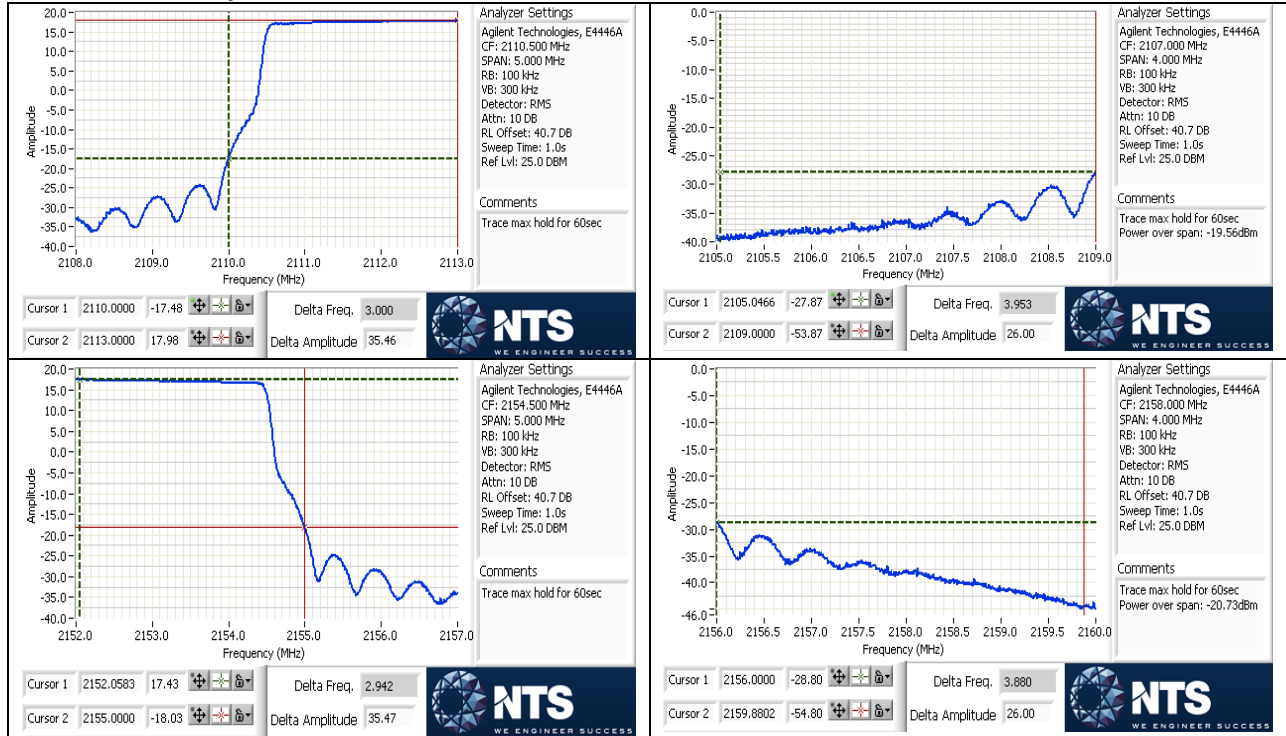 20.0
15.0
10.0
5.0
0.0
-5.0
-10.0
-15.0
-20.0
-25.0
-30.0
-35.0
-40.0
Amplitude
2108.0 2109.0 2110.0 2111.0 2112.0 2113.0
Frequency (MHz)
Analyzer Settings
Agilent Technologies, E4446A
CF: 2110.500 MHz
SPAN: 5.000 MHz
RB: 100 kHz
VB: 300 kHz
Detector: RMS
Attn: 10 DB
RL Offset: 40.7 DB
Sweep Time: 1.0s
Ref Lvl: 25.0 DBM
Comments
Trace max hold for 60sec
Cursor 1 2110.0000 -17.48
Cursor 2 2113.0000 17.98
Delta Freq. 3.000
Delta Amplitude 35.46
NTS
WE ENGINEER SUCCESS
0.0
-5.0
-10.0
-15.0
-20.0
-25.0
-30.0
-35.0
-40.0
Amplitude
2105.0 2105.5 2106.0 2106.5 2107.0 2107.5 2108.0 2108.5 2109.0
Frequency (MHz)
Analyzer Settings
Agilent Technologies, E4446A
CF: 2107.000 MHz
SPAN: 4.000 MHz
RB: 100 kHz
VB: 300 kHz
Detector: RMS
Attn: 10 DB
RL Offset: 40.7 DB
Sweep Time: 1.0s
Ref Lvl: 25.0 DBM
Comments
Trace max hold for 60sec
Power over span: -19.56dBm
Cursor 1 2105.0466 -27.87
Cursor 2 2109.0000 -53.87
Delta Freq. 3.953
Delta Amplitude 26.00
NTS
WE ENGINEER SUCCESS
20.0
15.0
10.0
5.0
0.0
-5.0
-10.0
-15.0
-20.0
-25.0
-30.0
-35.0
-40.0
Amplitude
2152.0 2153.0 2154.0 2155.0 2156.0 2157.0
Frequency (MHz)
Analyzer Settings
Agilent Technologies, E4446A
CF: 2154.500 MHz
SPAN: 5.000 MHz
RB: 100 kHz
VB: 300 kHz
Detector: RMS
Attn: 10 DB
RL Offset: 40.7 DB
Sweep Time: 1.0s
Ref Lvl: 25.0 DBM
Comments
Trace max hold for 60sec
Cursor 1 2152.0583 17.43
Cursor 2 2155.0000 -18.03
Delta Freq. 2.942
Delta Amplitude 35.47
NTS
WE ENGINEER SUCCESS
0.0
-5.0
-10.0
-15.0
-20.0
-25.0
-30.0
-35.0
-40.0
-46.0
Amplitude
2156.0 2156.5 2157.0 2157.5 2158.0 2158.5 2159.0 2159.5 2160.0
Frequency (MHz)
Analyzer Settings
Agilent Technologies, E4446A
CF: 2158.000 MHz
SPAN: 4.000 MHz
RB: 100 kHz
VB: 300 kHz
Detector: RMS
Attn: 10 DB
RL Offset: 40.7 DB
Sweep Time: 1.0s
Ref Lvl: 25.0 DBM
Comments
Trace max hold for 60sec
Power over span: -20.73dBm
Cursor 1 2156.0000 -28.80
Cursor 2 2159.8802 -54.80
Delta Freq. 3.880
Delta Amplitude 26.00
NTS
WE ENGINEER SUCCESS